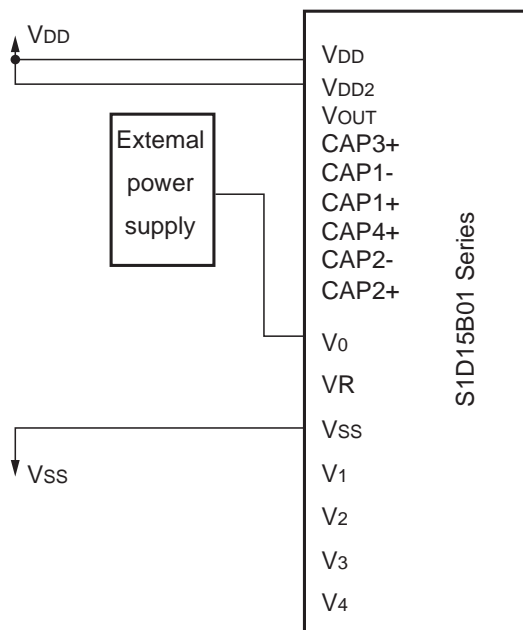 VDD
VDD
VDD2
VOUT
CAP3+
CAP1-
CAP1+
CAP4+
CAP2-
CAP2+
External
power
supply
V0
VR
VSS
VSS
V1
V2
V3
V4
S1D15B01 Series